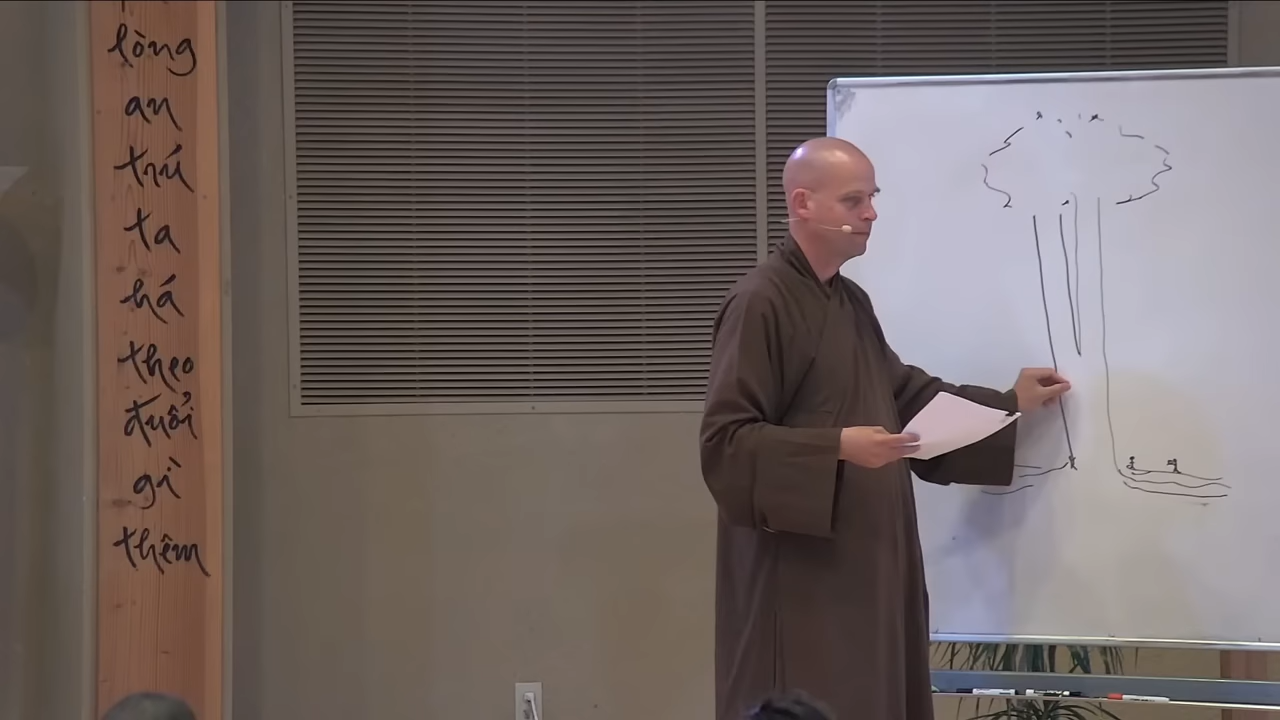 lòng
an
trú
ta
há
theo
đuổi
gì
thêm